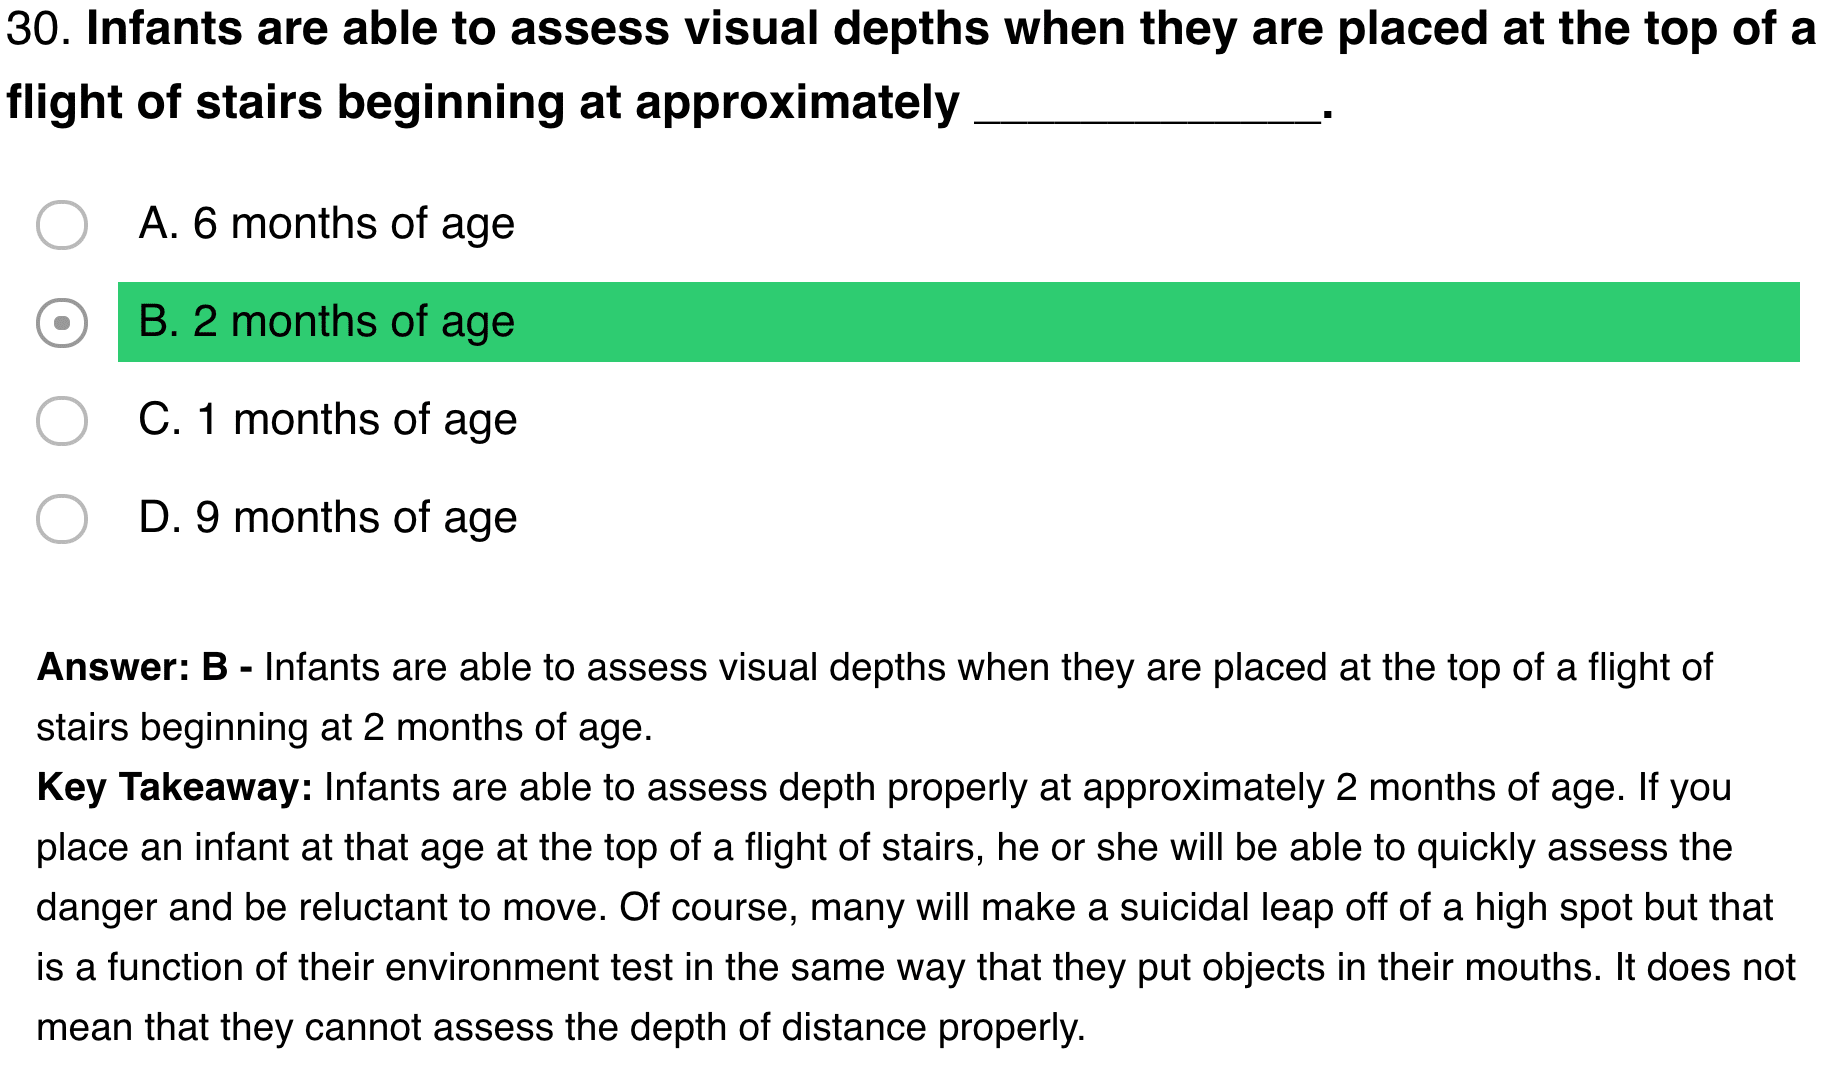 30. Infants are able to assess visual depths when they are placed at the top of a
flight of stairs beginning at approximately _____________.
A. 6 months of age
B. 2 months of age
C. 1 months of age
D. 9 months of age
Answer: B - Infants are able to assess visual depths when they are placed at the top of a flight of
stairs beginning at 2 months of age.
Key Takeaway: Infants are able to assess depth properly at approximately 2 months of age. If you
place an infant at that age at the top of a flight of stairs, he or she will be able to quickly assess the
danger and be reluctant to move. Of course, many will make a suicidal leap off of a high spot but that
is a function of their environment test in the same way that they put objects in their mouths. It does not
mean that they cannot assess the depth of distance properly.